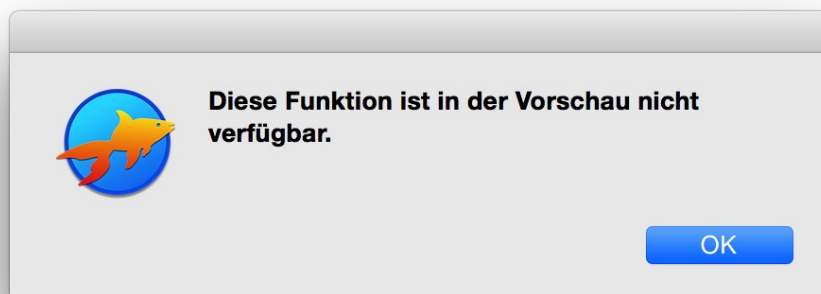 Diese Funktion ist in der Vorschau nicht
verfügbar.
OK